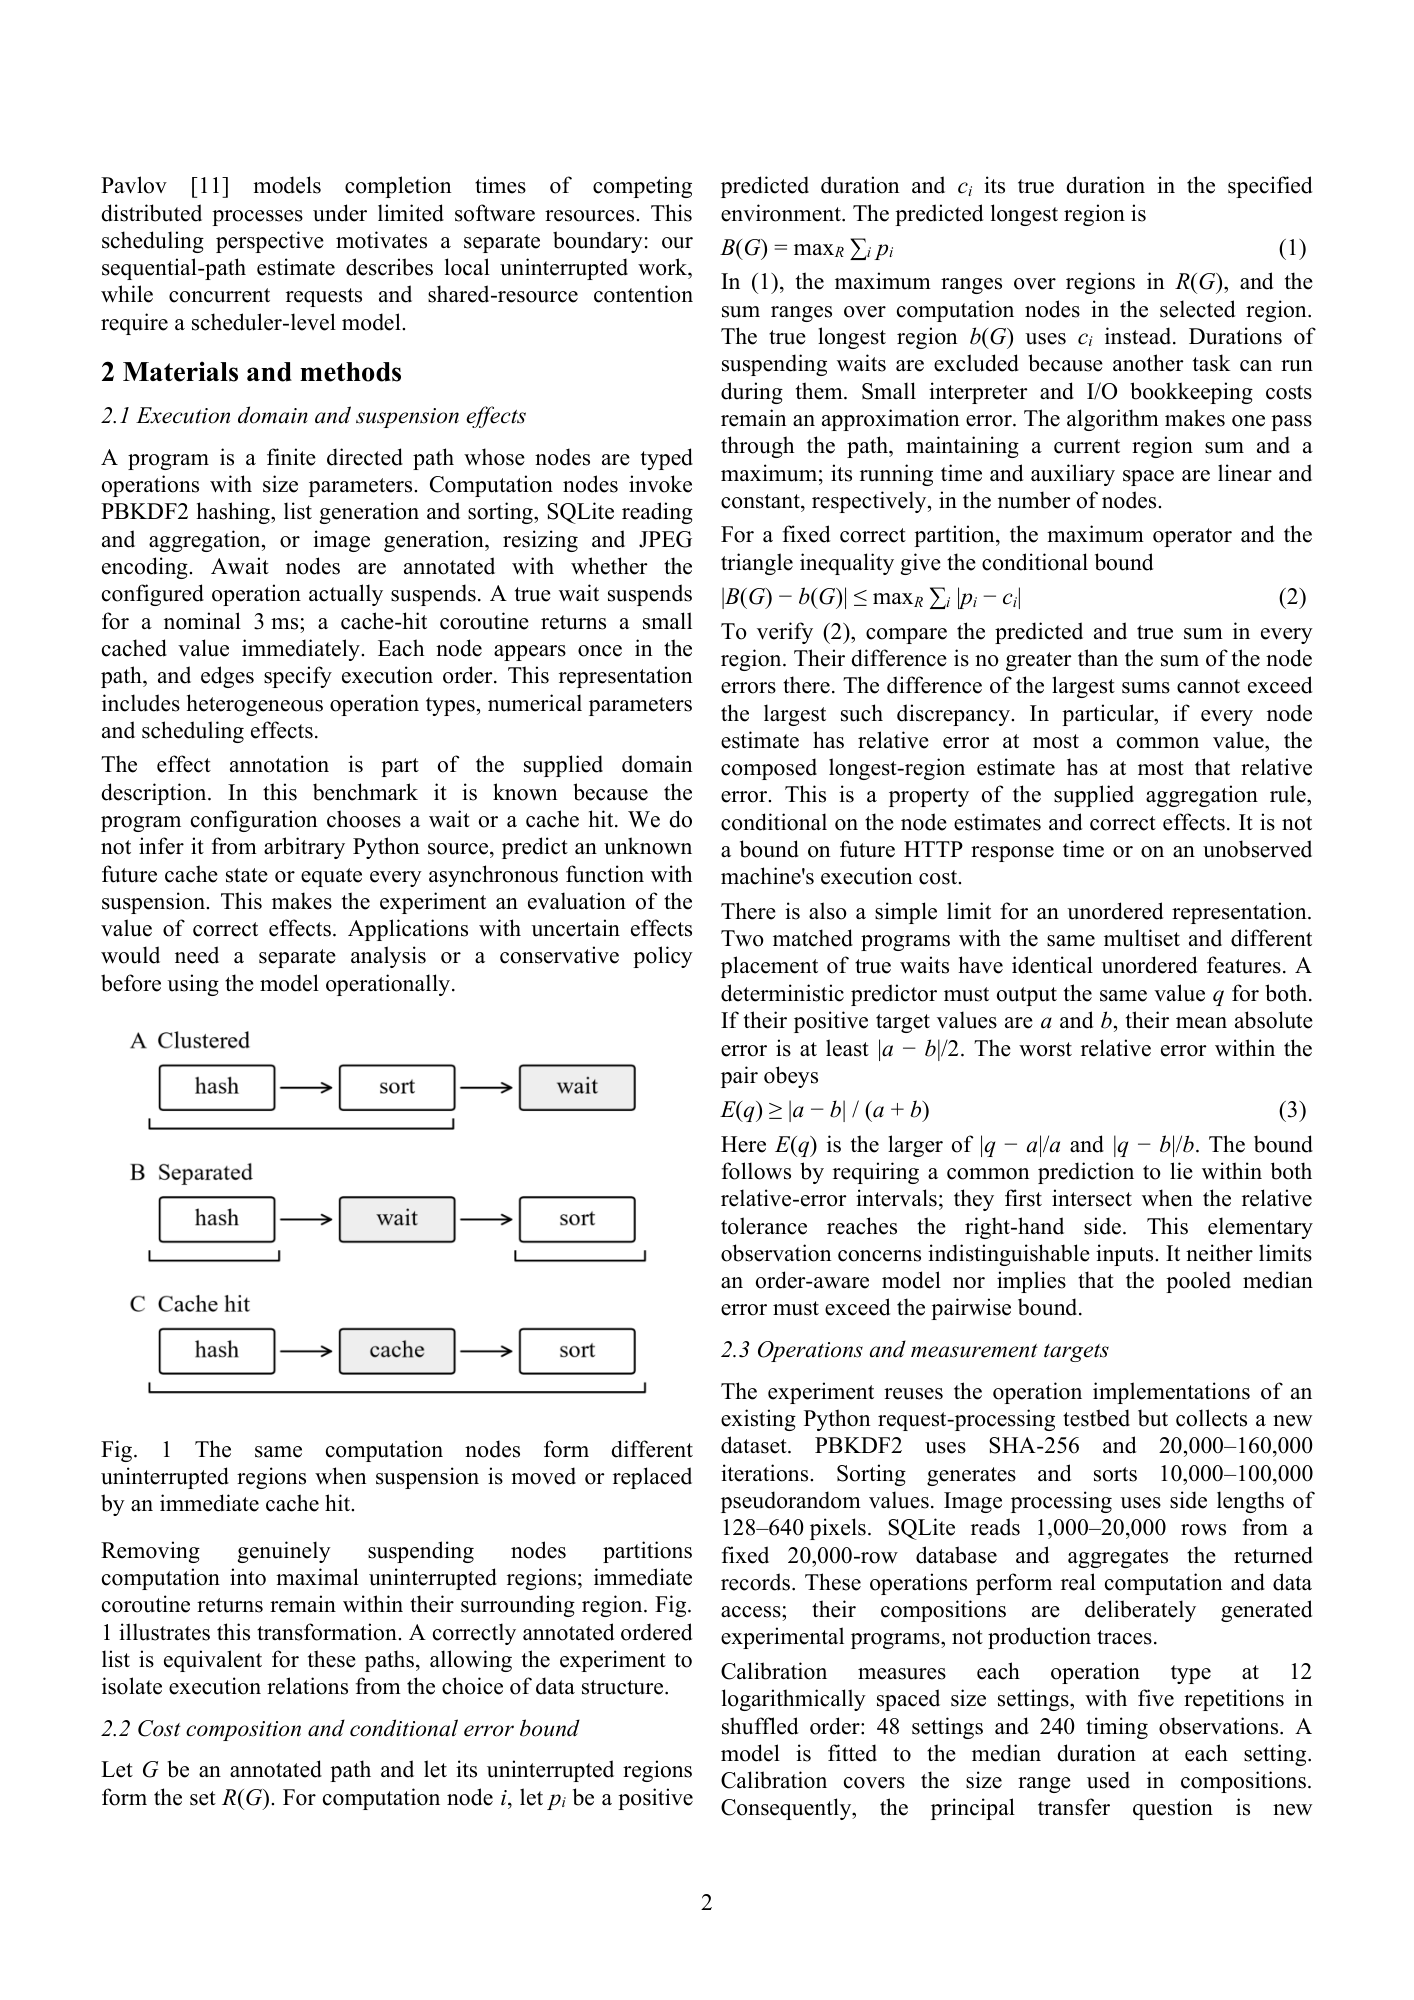 Pavlov [11] models completion times of competing
distributed processes under limited software resources. This
scheduling perspective motivates a separate boundary: our
sequential-path estimate describes local uninterrupted work,
while concurrent requests and shared-resource contention
require a scheduler-level model.
2 Materials and methods
2.1 Execution domain and suspension effects
A program is a finite directed path whose nodes are typed
operations with size parameters. Computation nodes invoke
PBKDF2 hashing, list generation and sorting, SQLite reading
and aggregation, or image generation, resizing and JPEG
encoding. Await nodes are annotated with whether the
configured operation actually suspends. A true wait suspends
for a nominal 3 ms; a cache-hit coroutine returns a small
cached value immediately. Each node appears once in the
path, and edges specify execution order. This representation
includes heterogeneous operation types, numerical parameters
and scheduling effects.
The effect annotation is part of the supplied domain
description. In this benchmark it is known because the
program configuration chooses a wait or a cache hit. We do
not infer it from arbitrary Python source, predict an unknown
future cache state or equate every asynchronous function with
suspension. This makes the experiment an evaluation of the
value of correct effects. Applications with uncertain effects
would need a separate analysis or a conservative policy
before using the model operationally.
A Clustered
hash sort wait
B Separated
hash wait sort
C Cache hit
hash cache sort
Fig. 1 The same computation nodes form different
uninterrupted regions when suspension is moved or replaced
by an immediate cache hit.
Removing genuinely suspending nodes partitions
computation into maximal uninterrupted regions; immediate
coroutine returns remain within their surrounding region. Fig.
1 illustrates this transformation. A correctly annotated ordered
list is equivalent for these paths, allowing the experiment to
isolate execution relations from the choice of data structure.
2.2 Cost composition and conditional error bound
Let G be an annotated path and let its uninterrupted regions
form the set R(G). For computation node i, let pi be a positive
predicted duration and ci its true duration in the specified
environment. The predicted longest region is
B(G) = maxR ∑i pi (1)
In (1), the maximum ranges over regions in R(G), and the
sum ranges over computation nodes in the selected region.
The true longest region b(G) uses ci instead. Durations of
suspending waits are excluded because another task can run
during them. Small interpreter and I/O bookkeeping costs
remain an approximation error. The algorithm makes one pass
through the path, maintaining a current region sum and a
maximum; its running time and auxiliary space are linear and
constant, respectively, in the number of nodes.
For a fixed correct partition, the maximum operator and the
triangle inequality give the conditional bound
|B(G) − b(G)| ≤ maxR ∑i |pi − ci| (2)
To verify (2), compare the predicted and true sum in every
region. Their difference is no greater than the sum of the node
errors there. The difference of the largest sums cannot exceed
the largest such discrepancy. In particular, if every node
estimate has relative error at most a common value, the
composed longest-region estimate has at most that relative
error. This is a property of the supplied aggregation rule,
conditional on the node estimates and correct effects. It is not
a bound on future HTTP response time or on an unobserved
machine's execution cost.
There is also a simple limit for an unordered representation.
Two matched programs with the same multiset and different
placement of true waits have identical unordered features. A
deterministic predictor must output the same value q for both.
If their positive target values are a and b, their mean absolute
error is at least |a − b|/2. The worst relative error within the
pair obeys
E(q) ≥ |a − b| / (a + b) (3)
Here E(q) is the larger of |q − a|/a and |q − b|/b. The bound
follows by requiring a common prediction to lie within both
relative-error intervals; they first intersect when the relative
tolerance reaches the right-hand side. This elementary
observation concerns indistinguishable inputs. It neither limits
an order-aware model nor implies that the pooled median
error must exceed the pairwise bound.
2.3 Operations and measurement targets
The experiment reuses the operation implementations of an
existing Python request-processing testbed but collects a new
dataset. PBKDF2 uses SHA-256 and 20,000–160,000
iterations. Sorting generates and sorts 10,000–100,000
pseudorandom values. Image processing uses side lengths of
128–640 pixels. SQLite reads 1,000–20,000 rows from a
fixed 20,000-row database and aggregates the returned
records. These operations perform real computation and data
access; their compositions are deliberately generated
experimental programs, not production traces.
Calibration measures each operation type at 12
logarithmically spaced size settings, with five repetitions in
shuffled order: 48 settings and 240 timing observations. A
model is fitted to the median duration at each setting.
Calibration covers the size range used in compositions.
Consequently, the principal transfer question is new
2